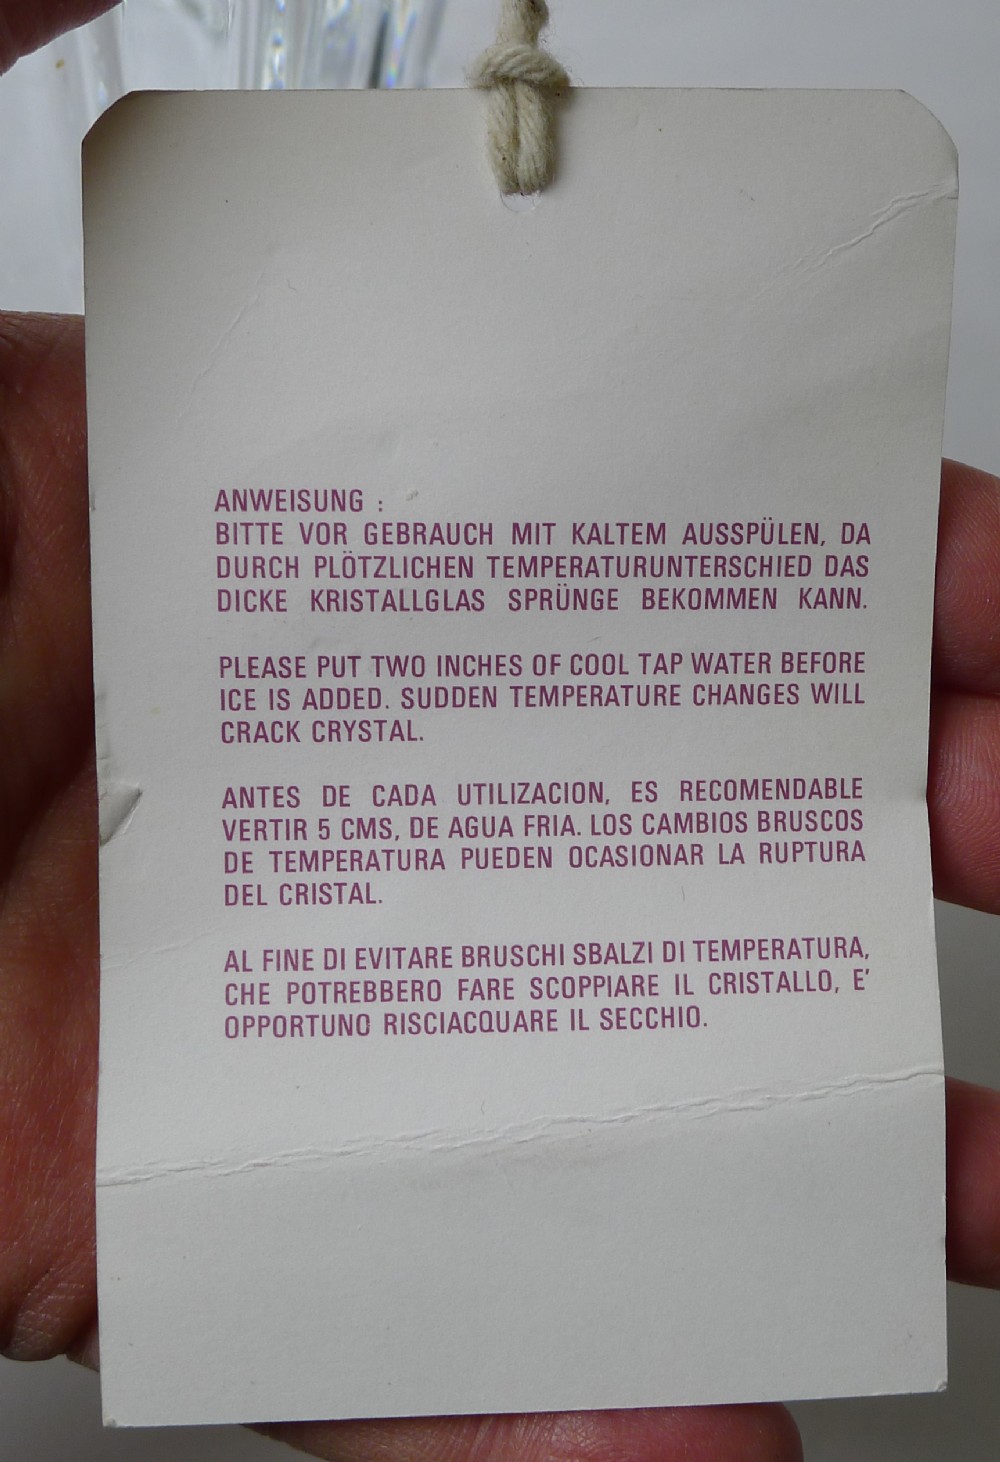 ANWEISUNG :
BITTE VOR GEBRAUCH MIT KALTEM AUSSPÜLEN, DA
DURCH PLÖTZLICHEN TEMPERATURUNTERSCHIED DAS
DICKE KRISTALLGLAS SPRÜNGE BEKOMMEN KANN.
PLEASE PUT TWO INCHES OF COOL TAP WATER BEFORE
ICE IS ADDED. SUDDEN TEMPERATURE CHANGES WILL
CRACK CRYSTAL.
ANTES DE CADA UTILIZACION, ES RECOMENDABLE
VERTIR 5 CMS, DE AGUA FRIA. LOS CAMBIOS BRUSCOS
DE TEMPERATURA PUEDEN OCASIONAR LA RUPTURA
DEL CRISTAL.
AL FINE DI EVITARE BRUSCHI SBALZI DI TEMPERATURA,
CHE POTREBBERO FARE SCOPPIARE IL CRISTALLO, E'
OPPORTUNO RISCIACQUARE IL SECCHIO.